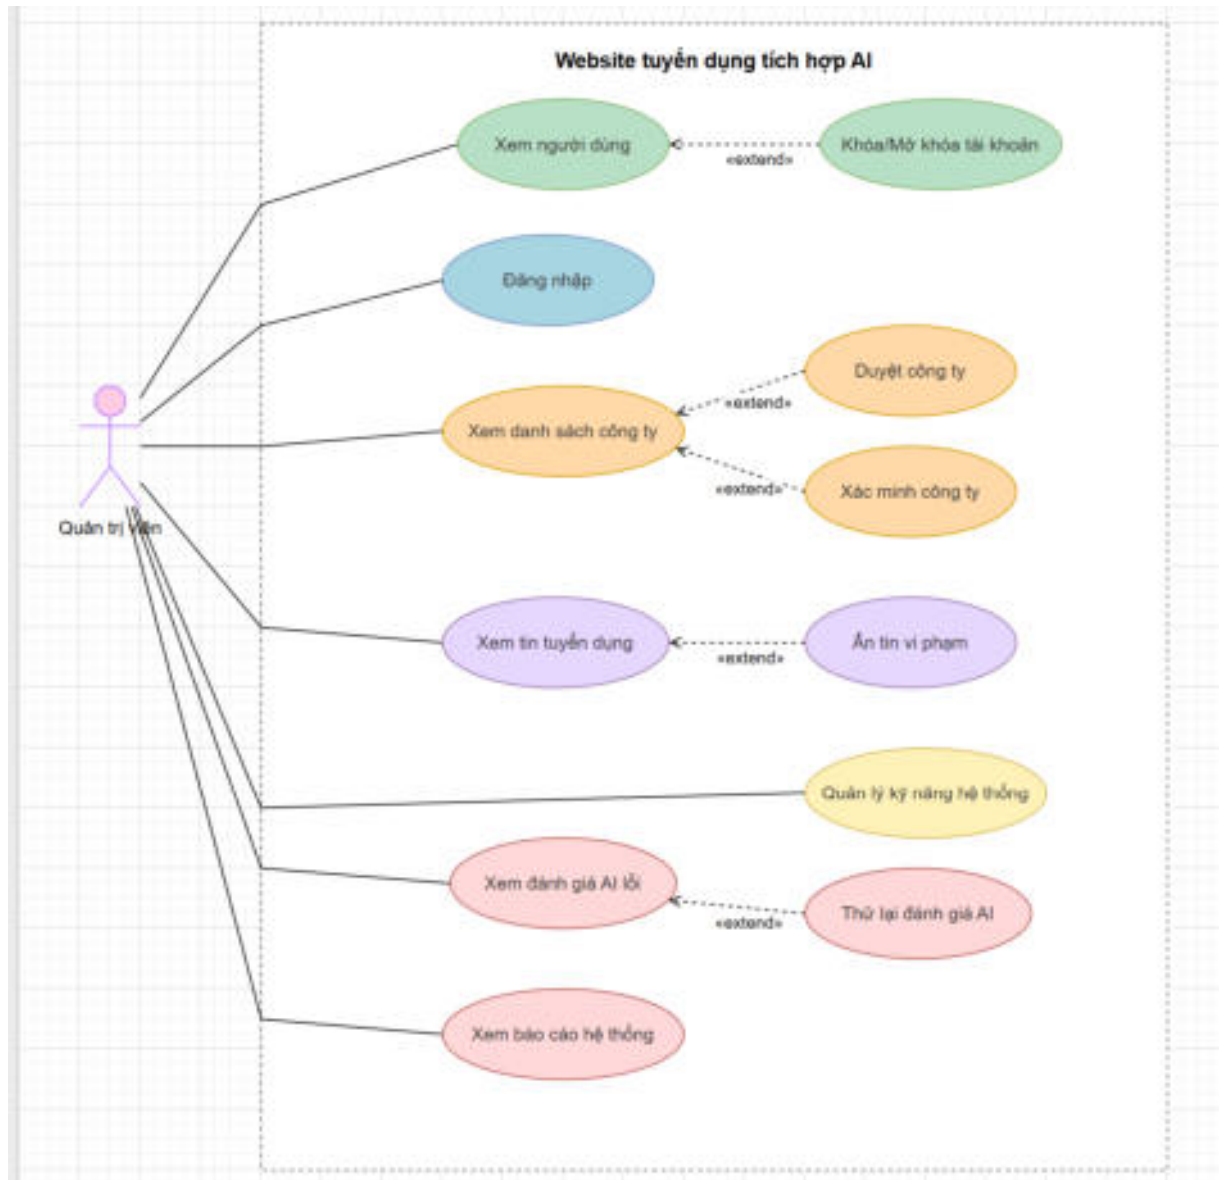 Website tuyển dụng tích hợp AI
Xem người dùng
«extend»
Khóa/Mở khóa tài khoản
Đăng nhập
Duyệt công ty
«extend»
Xem danh sách công ty
«extend»
Xác minh công ty
Quản trị viên
Xem tin tuyển dụng
«extend»
Ẩn tin vi phạm
Quản lý kỹ năng hệ thống
Xem đánh giá AI lỗi
«extend»
Thử lại đánh giá AI
Xem báo cáo hệ thống